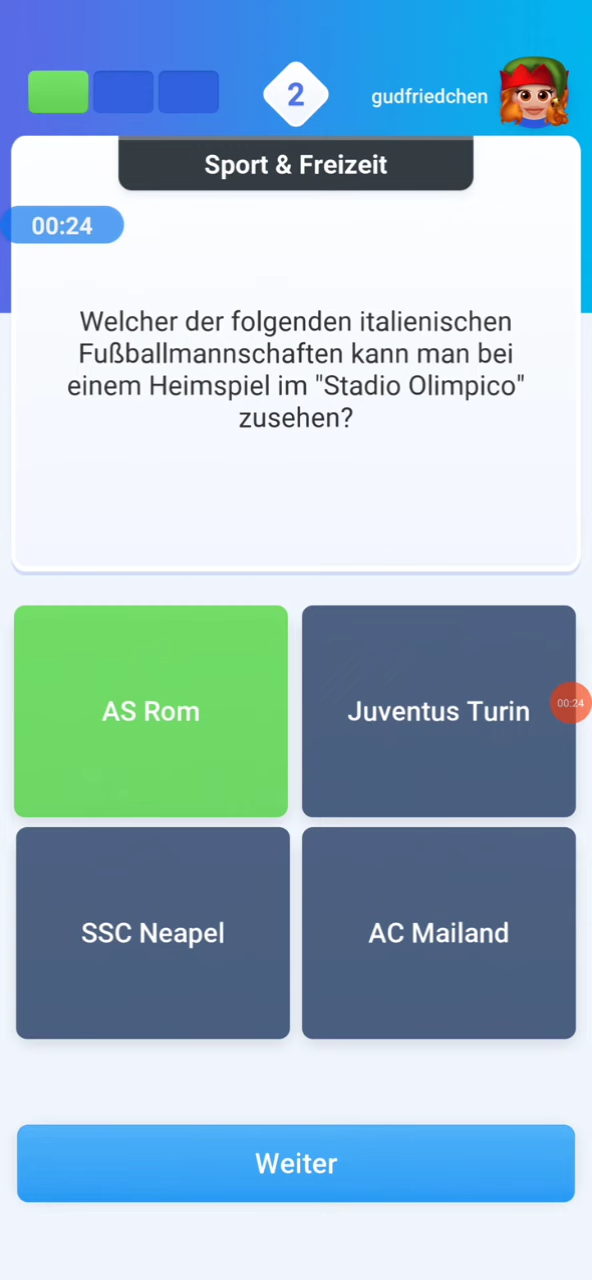 2
gudfriedchen
Sport & Freizeit
00:24
Welcher der folgenden italienischen
Fußballmannschaften kann man bei
einem Heimspiel im "Stadio Olimpico"
zusehen?
AS Rom
Juventus Turin
00:24
SSC Neapel
AC Mailand
Weiter